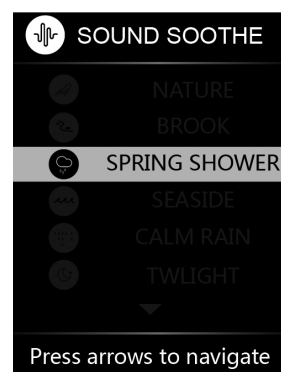 SOUND SOOTHE
NATURE
BROOK
SPRING SHOWER
SEASIDE
CALM RAIN
TWLIGHT
Press arrows to navigate